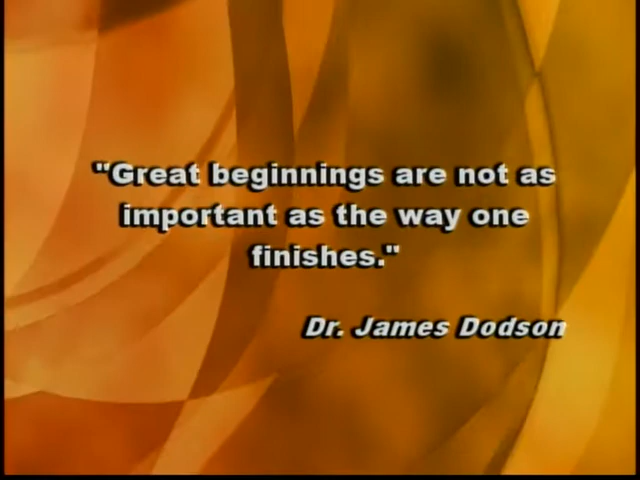 "Great beginnings are not as
important as the way one
finishes."
Dr. James Dodson